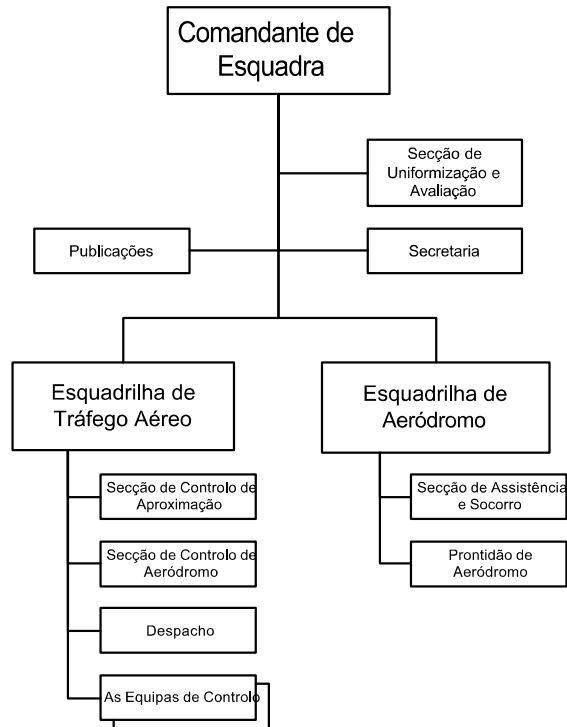 Comandante de
Esquadra
Secção de
Uniformização e
Avaliação
Publicações
Secretaria
Esquadrilha de
Tráfego Aéreo
Esquadrilha de
Aeródromo
Secção de Controlo de
Aproximação
Secção de Assistência
e Socorro
Secção de Controlo de
Aeródromo
Prontidão de
Aeródromo
Despacho
As Equipas de Controlo